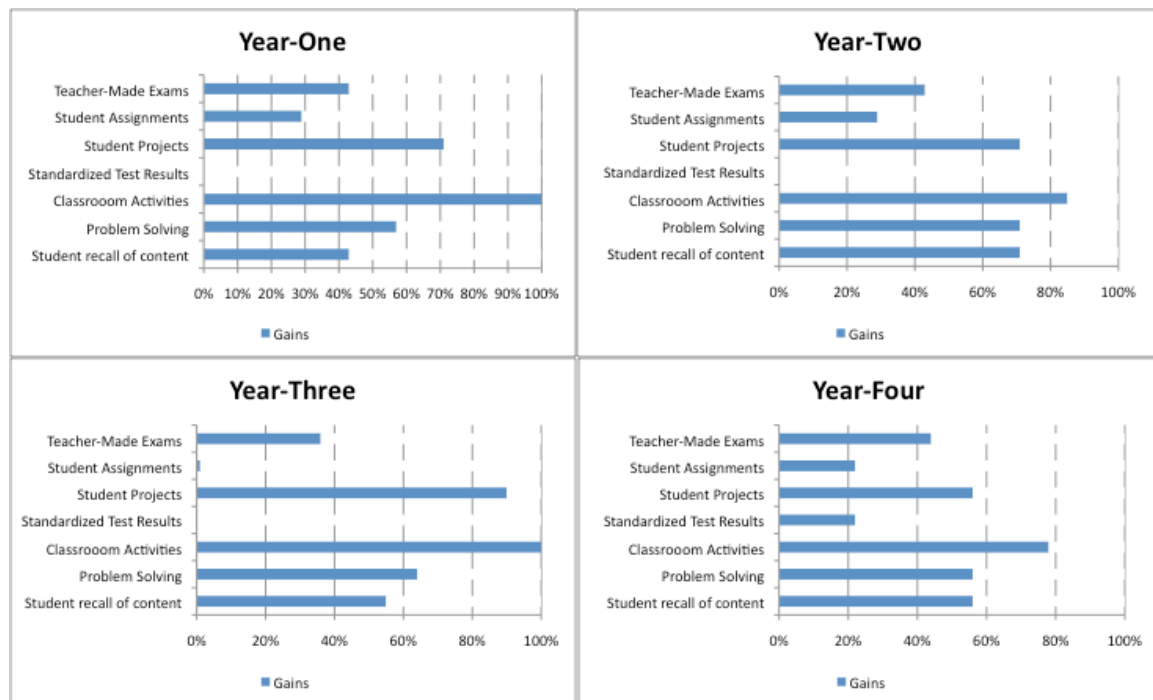 Year-One
Teacher-Made Exams
Student Assignments
Student Projects
Standardized Test Results
Classrooom Activities
Problem Solving
Student recall of content
0% 10% 20% 30% 40% 50% 60% 70% 80% 90% 100%
Gains
Year-Two
Teacher-Made Exams
Student Assignments
Student Projects
Standardized Test Results
Classrooom Activities
Problem Solving
Student recall of content
0% 20% 40% 60% 80% 100%
Gains
Year-Three
Teacher-Made Exams
Student Assignments
Student Projects
Standardized Test Results
Classrooom Activities
Problem Solving
Student recall of content
0% 20% 40% 60% 80% 100%
Gains
Year-Four
Teacher-Made Exams
Student Assignments
Student Projects
Standardized Test Results
Classrooom Activities
Problem Solving
Student recall of content
0% 20% 40% 60% 80% 100%
Gains